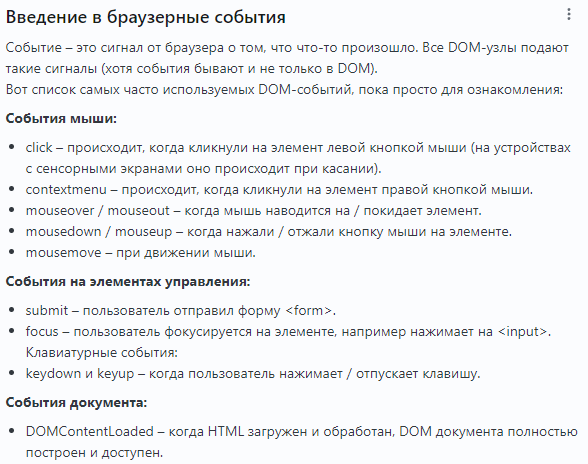 Введение в браузерные события
Событие – это сигнал от браузера о том, что что-то произошло. Все DOM-узлы подают
такие сигналы (хотя события бывают и не только в DOM).
Вот список самых часто используемых DOM-событий, пока просто для ознакомления:
События мыши:
• click – происходит, когда кликнули на элемент левой кнопкой мыши (на устройствах
с сенсорными экранами оно происходит при касании).
• contextmenu – происходит, когда кликнули на элемент правой кнопкой мыши.
• mouseover / mouseout – когда мышь наводится на / покидает элемент.
• mousedown / mouseup – когда нажали / отжали кнопку мыши на элементе.
• mousemove – при движении мыши.
События на элементах управления:
• submit – пользователь отправил форму <form>.
• focus – пользователь фокусируется на элементе, например нажимает на <input>.
Клавиатурные события:
• keydown и keyup – когда пользователь нажимает / отпускает клавишу.
События документа:
• DOMContentLoaded – когда HTML загружен и обработан, DOM документа полностью
построен и доступен.